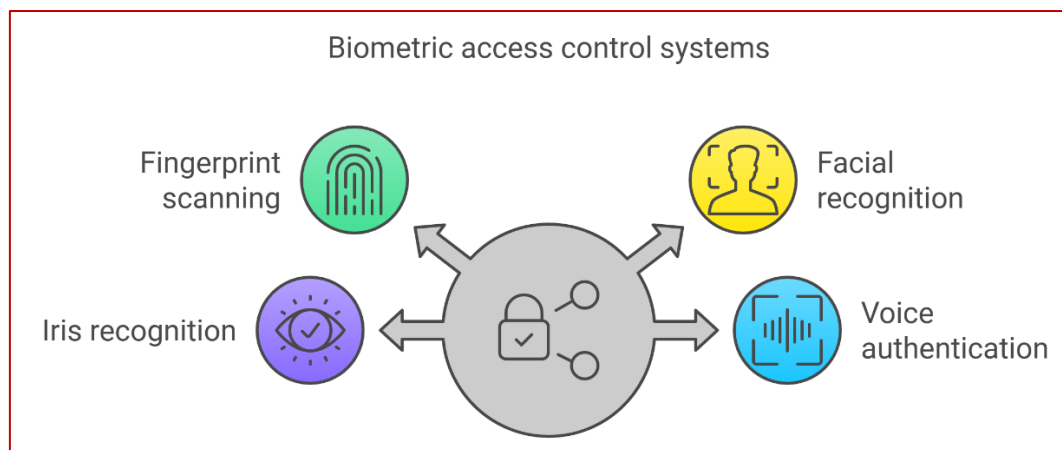 Biometric access control systems
Fingerprint
scanning
Facial
recognition
Iris recognition
Voice
authentication